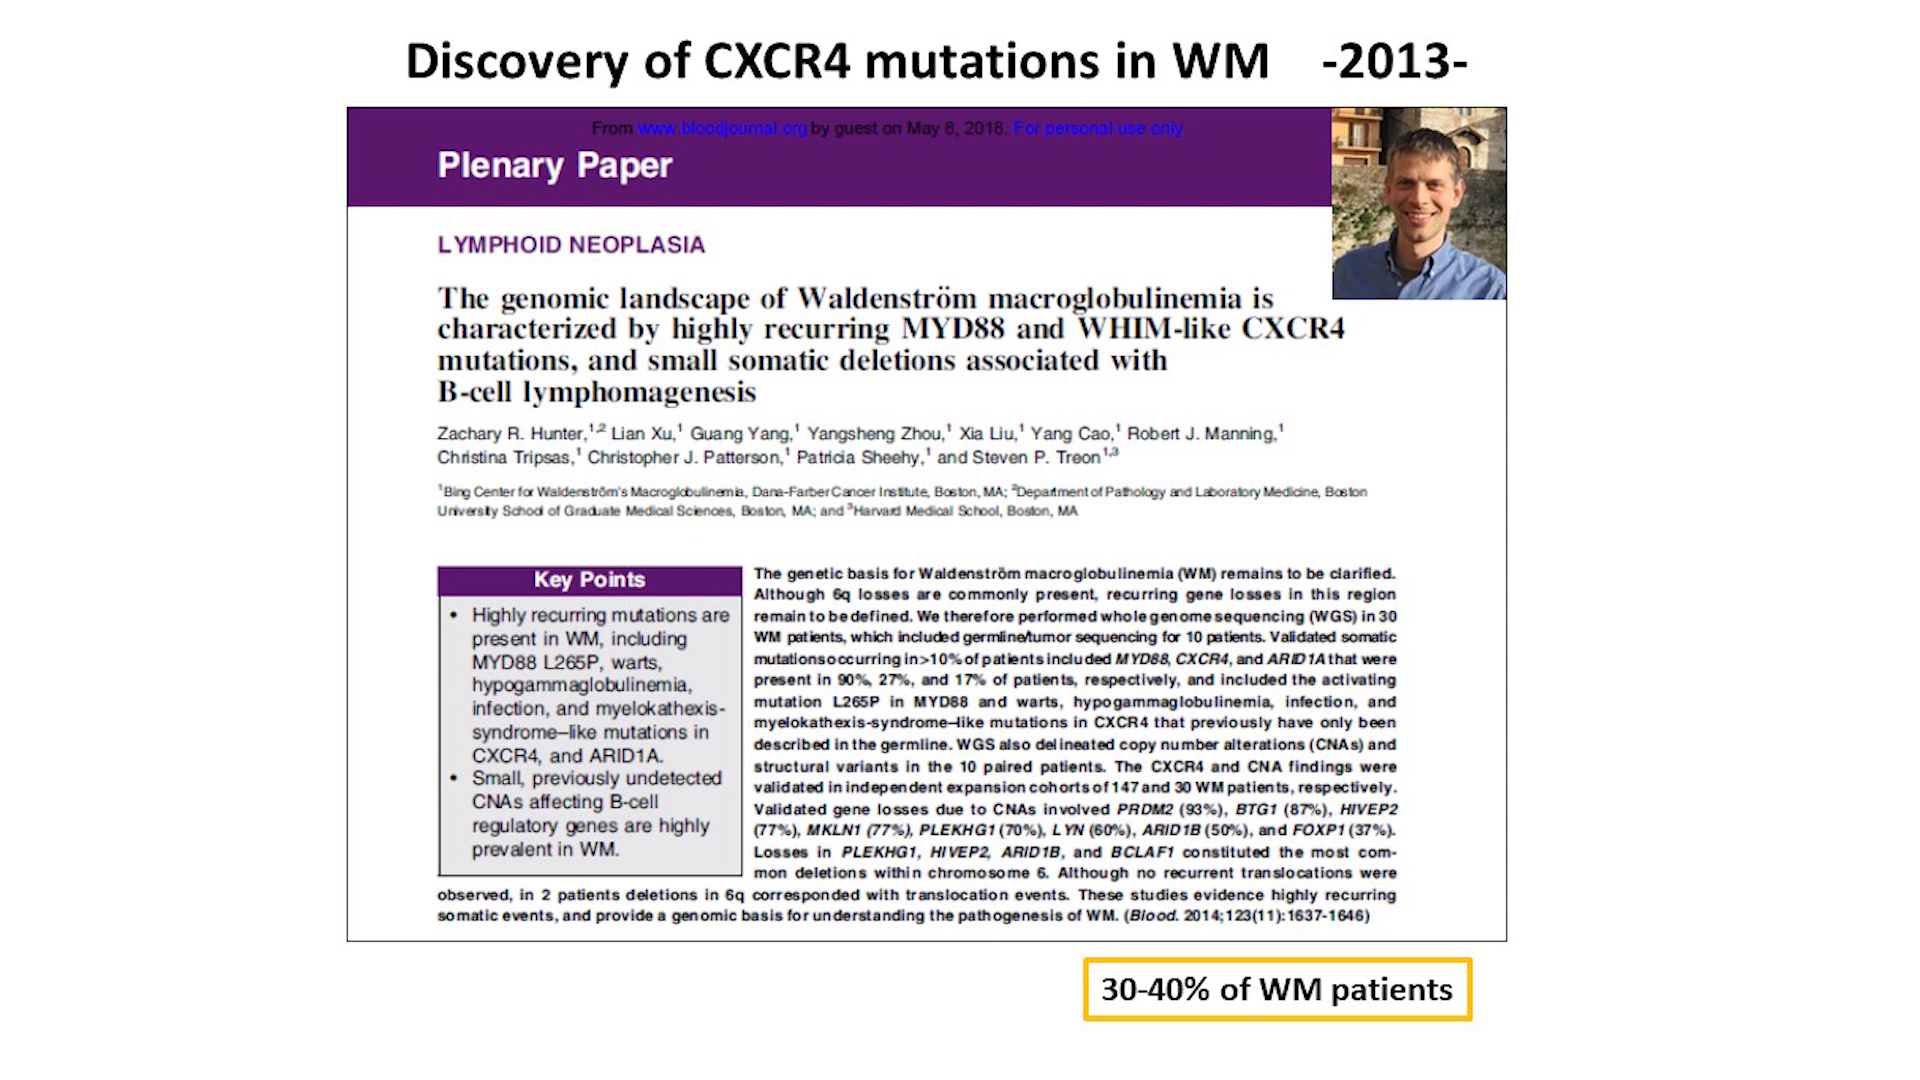 Discovery of CXCR4 mutations in WM -2013-
From www.bloodjournal.org by guest on May 8, 2018. For personal use only.
Plenary Paper
LYMPHOID NEOPLASIA
The genomic landscape of Waldenström macroglobulinemia is
characterized by highly recurring MYD88 and WHIM-like CXCR4
mutations, and small somatic deletions associated with
B-cell lymphomagenesis
Zachary R. Hunter,1,2 Lian Xu,1 Guang Yang,1 Yangsheng Zhou,1 Xia Liu,1 Yang Cao,1 Robert J. Manning,1
Christina Tripsas,1 Christopher J. Patterson,1 Patricia Sheehy,1 and Steven P. Treon1,3
1Bing Center for Waldenström's Macroglobulinemia, Dana-Farber Cancer Institute, Boston, MA; 2Department of Pathology and Laboratory Medicine, Boston
University School of Graduate Medical Sciences, Boston, MA; and 3Harvard Medical School, Boston, MA
Key Points
• Highly recurring mutations are
present in WM, including
MYD88 L265P, warts,
hypogammaglobulinemia,
infection, and myelokathexis-
syndrome–like mutations in
CXCR4, and ARID1A.
• Small, previously undetected
CNAs affecting B-cell
regulatory genes are highly
prevalent in WM.
The genetic basis for Waldenström macroglobulinemia (WM) remains to be clarified.
Although 6q losses are commonly present, recurring gene losses in this region
remain to be defined. We therefore performed whole genome sequencing (WGS) in 30
WM patients, which included germline/tumor sequencing for 10 patients. Validated somatic
mutations occurring in >10% of patients included MYD88, CXCR4, and ARID1A that were
present in 90%, 27%, and 17% of patients, respectively, and included the activating
mutation L265P in MYD88 and warts, hypogammaglobulinemia, infection, and
myelokathexis-syndrome–like mutations in CXCR4 that previously have only been
described in the germline. WGS also delineated copy number alterations (CNAs) and
structural variants in the 10 paired patients. The CXCR4 and CNA findings were
validated in independent expansion cohorts of 147 and 30 WM patients, respectively.
Validated gene losses due to CNAs involved PRDM2 (93%), BTG1 (87%), HIVEP2
(77%), MKLN1 (77%), PLEKHG1 (70%), LYN (60%), ARID1B (50%), and FOXP1 (37%).
Losses in PLEKHG1, HIVEP2, ARID1B, and BCLAF1 constituted the most com-
mon deletions within chromosome 6. Although no recurrent translocations were
observed, in 2 patients deletions in 6q corresponded with translocation events. These studies evidence highly recurring
somatic events, and provide a genomic basis for understanding the pathogenesis of WM. (Blood. 2014;123(11):1637-1646)
30-40% of WM patients